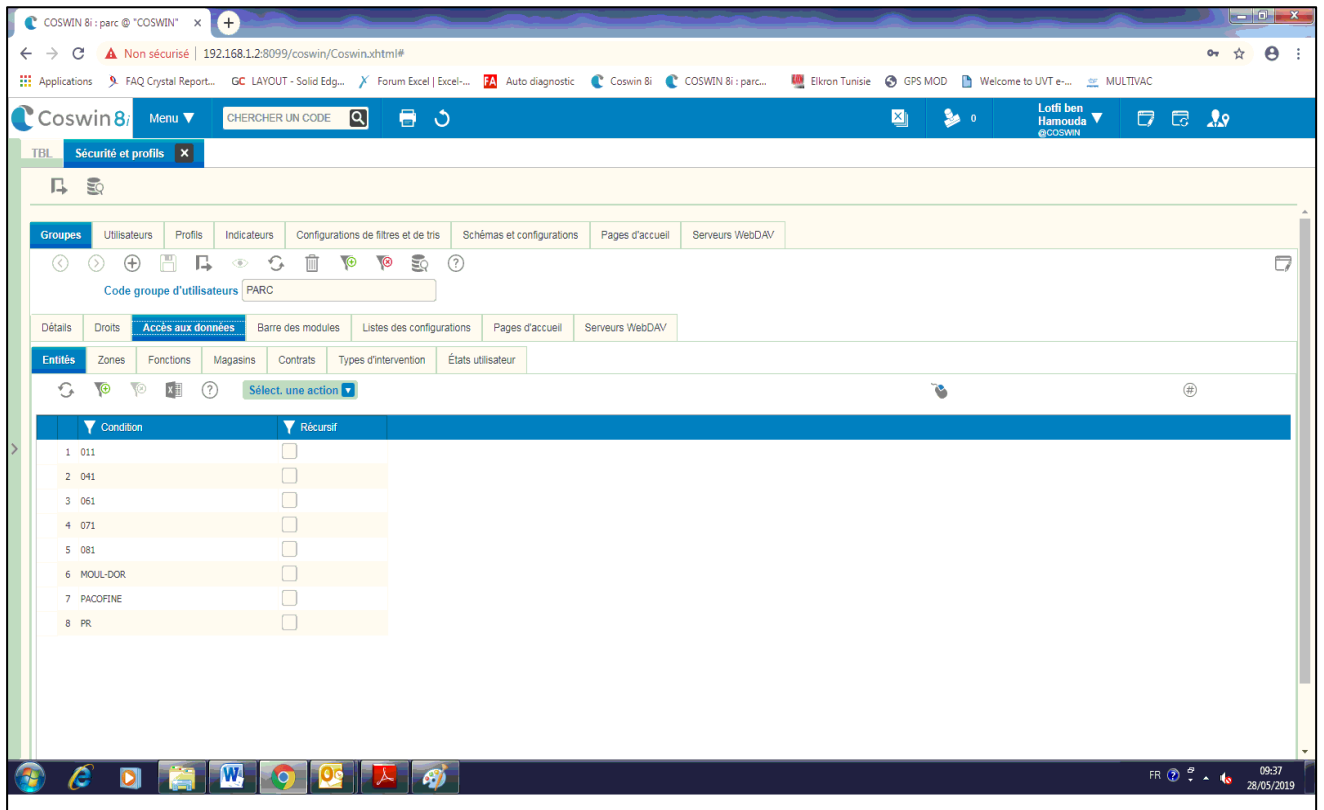 COSWIN 8i : parc @ "COSWIN"
Non sécurisé | 192.168.1.2:8099/coswin/Coswin.xhtml#
Applications FAQ Crystal Report... GC LAYOUT - Solid Edg... Forum Excel | Excel-... FA Auto diagnostic Coswin 8i COSWIN 8i : parc... Elkron Tunisie GPS MOD Welcome to UVT e-... MULTIVAC
Coswin 8i Menu CHERCHER UN CODE 0 Lotfi ben
Hamouda
@COSWIN
TBL Sécurité et profils
Groupes Utilisateurs Profils Indicateurs Configurations de filtres et de tris Schémas et configurations Pages d'accueil Serveurs WebDAV
Code groupe d'utilisateurs PARC
Détails Droits Accès aux données Barre des modules Listes des configurations Pages d'accueil Serveurs WebDAV
Entités Zones Fonctions Magasins Contrats Types d'intervention États utilisateur
Sélect. une action
Condition Récursif
1 011
2 041
3 061
4 071
5 081
6 MOUL-DOR
7 PACOFINE
8 PR
FR 09:37
28/05/2019